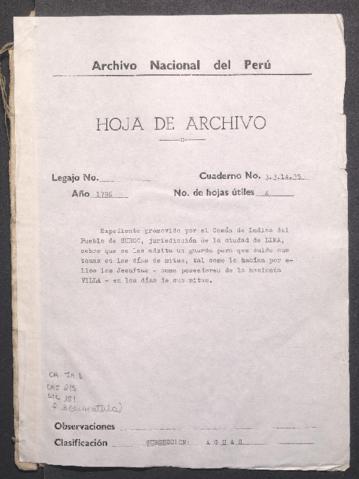 Archivo Nacional del Perú
HOJA DE ARCHIVO
Legajo No. Cuaderno No. 3.3.14.35
Año 1796 No. de hojas útiles 4
Expediente promovido por el Común de Indios del
Pueblo de SURCO, jurisdicción de la ciudad de LIMA,
sobre que se les admita un guarda para que cuide sus
tomas en los días de mitas, tal como lo hacían por e-
llos los Jesuitas - como poseedores de la hacienda
VILLA - en los días de sus mitas.
Observaciones
Clasificación SUBSECCION: A G U A S